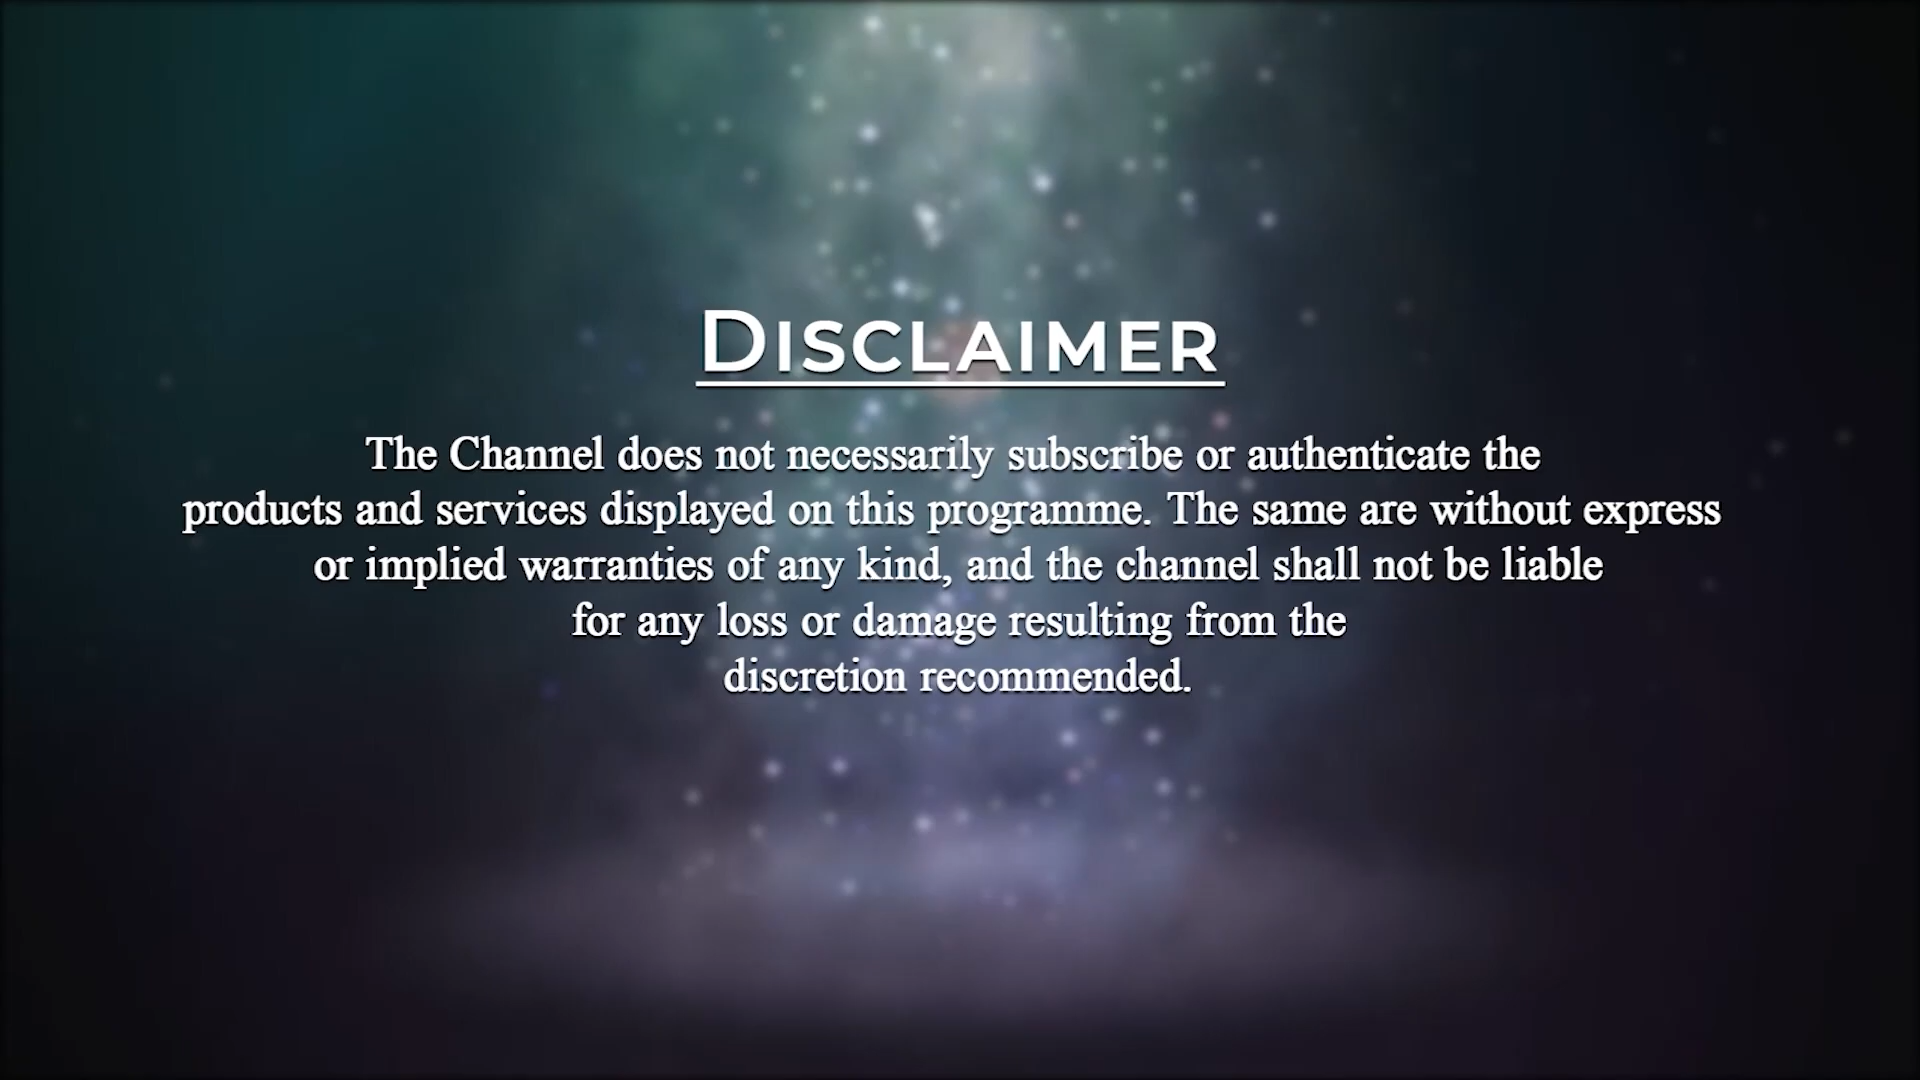 DISCLAIMER
The Channel does not necessarily subscribe or authenticate the
products and services displayed on this programme. The same are without express
or implied warranties of any kind, and the channel shall not be liable
for any loss or damage resulting from the
discretion recommended.